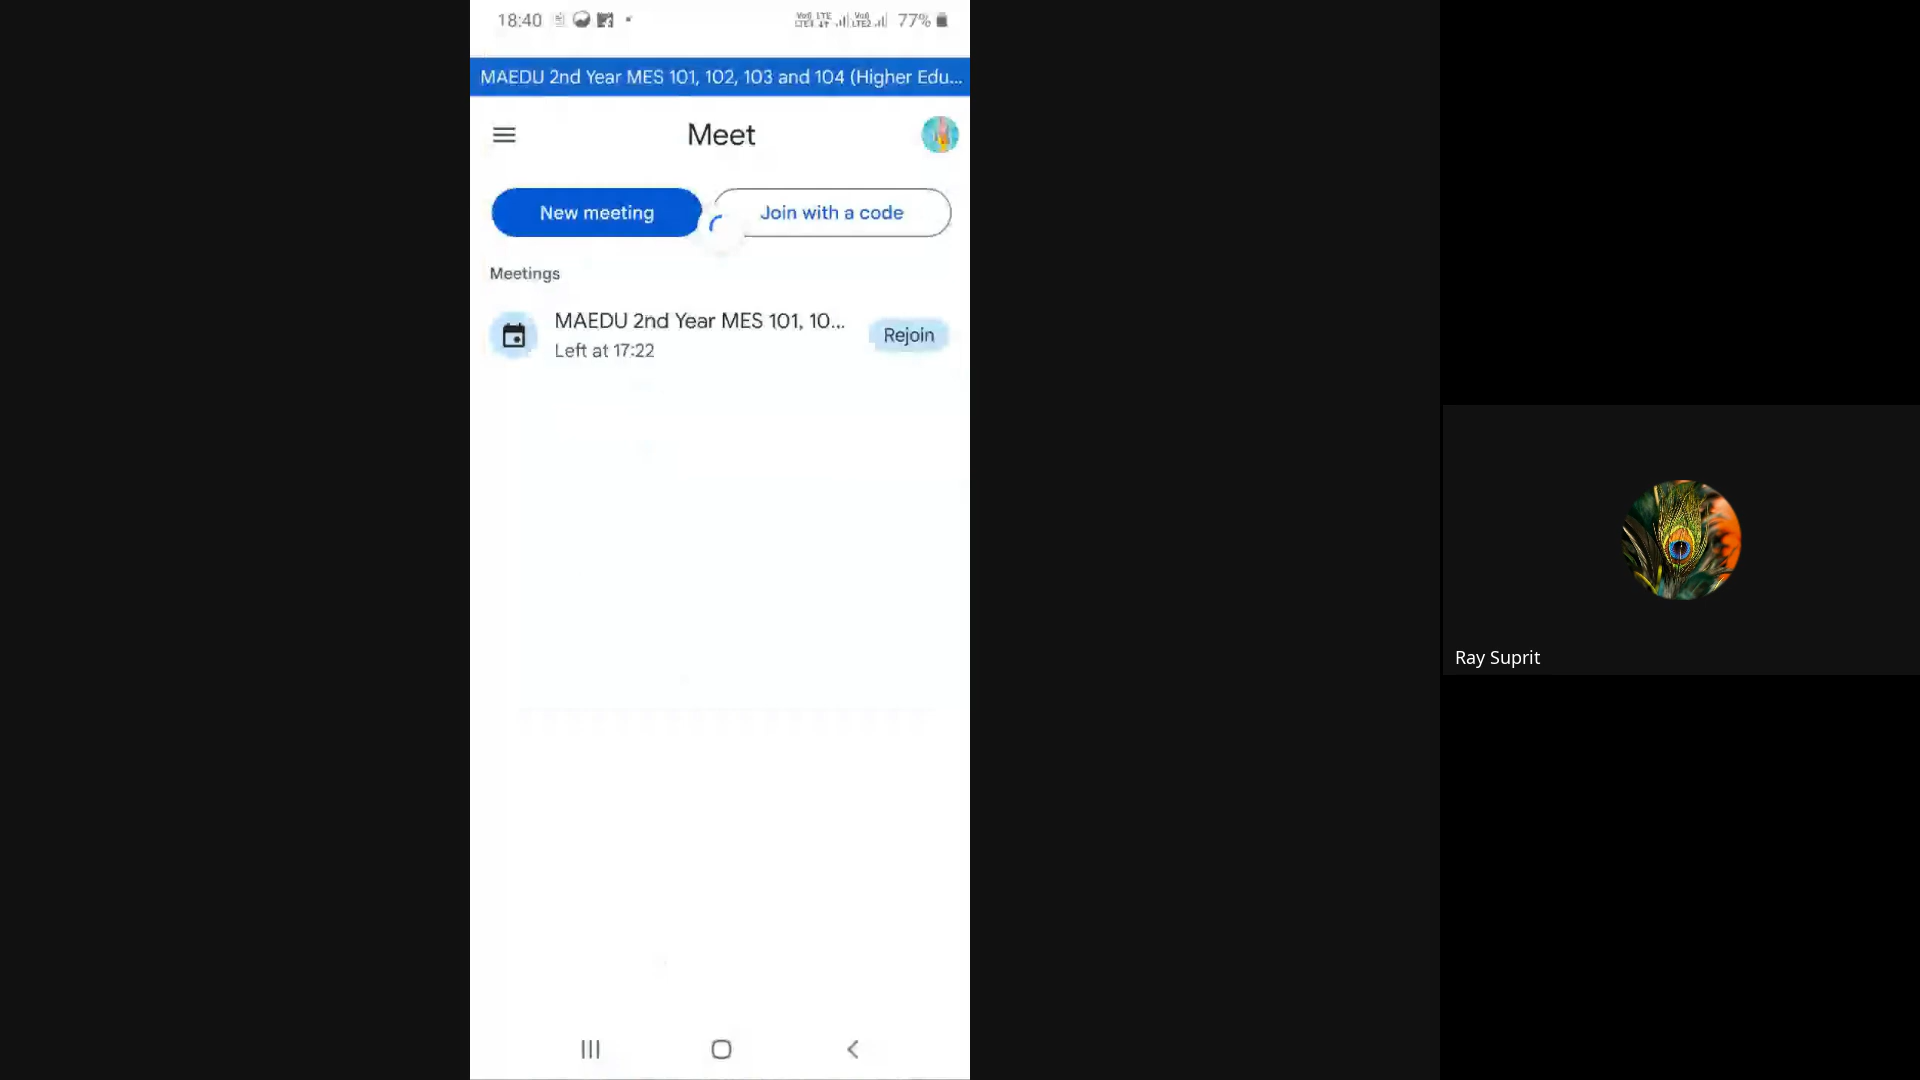 18:40 77%
MAEDU 2nd Year MES 101, 102, 103 and 104 (Higher Edu...
Meet
New meeting
Join with a code
Meetings
MAEDU 2nd Year MES 101, 10...
Left at 17:22
Rejoin
Ray Suprit